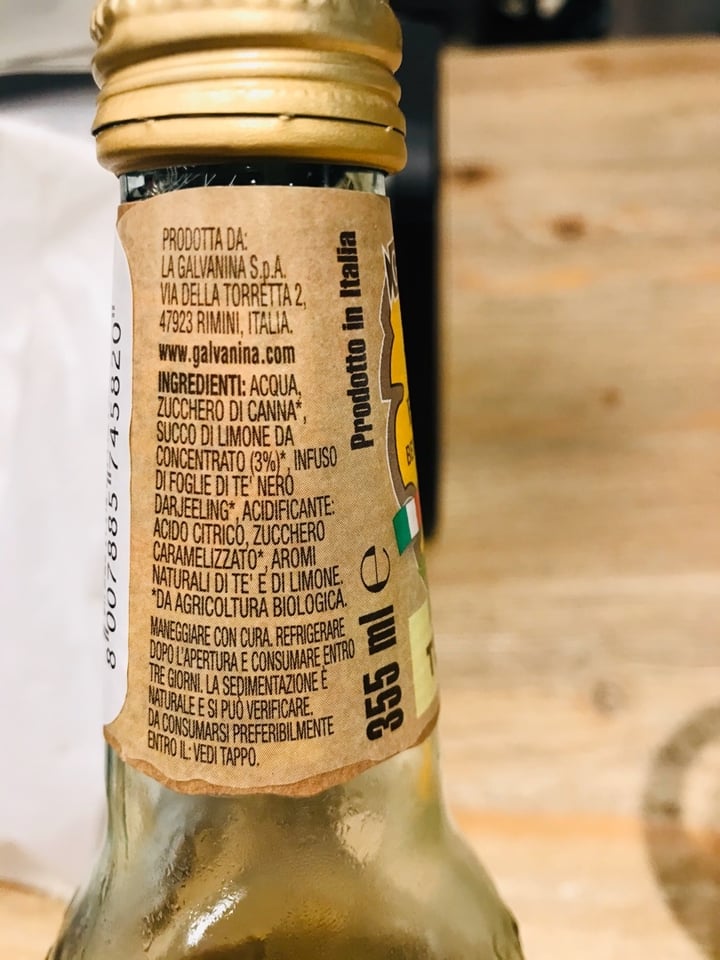 PRODOTTA DA:
LA GALVANINA S.p.A.
VIA DELLA TORRETTA 2,
47923 RIMINI, ITALIA.
www.galvanina.com
INGREDIENTI: ACQUA,
ZUCCHERO DI CANNA*,
SUCCO DI LIMONE DA
CONCENTRATO (3%)*, INFUSO
DI FOGLIE DI TE' NERO
DARJEELING*, ACIDIFICANTE:
ACIDO CITRICO, ZUCCHERO
CARAMELIZZATO*, AROMI
NATURALI DI TE' E DI LIMONE.
*DA AGRICOLTURA BIOLOGICA.
MANEGGIARE CON CURA. REFRIGERARE
DOPO L'APERTURA E CONSUMARE ENTRO
TRE GIORNI. LA SEDIMENTAZIONE È
NATURALE E SI PUÒ VERIFICARE.
DA CONSUMARSI PREFERIBILMENTE
ENTRO IL: VEDI TAPPO.
Prodotto in Italia
355 ml e
8 007885 745820